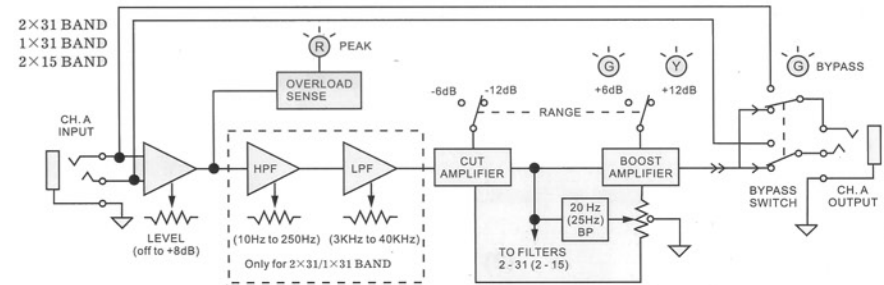 2×31 BAND
1×31 BAND
2×15 BAND
R
PEAK
OVERLOAD
SENSE
CH. A
INPUT
LEVEL
(off to +8dB)
HPF
(10Hz to 250Hz)
LPF
(3KHz to 40KHz)
Only for 2×31/1×31 BAND
-6dB
-12dB
RANGE
G
+6dB
Y
+12dB
CUT
AMPLIFIER
BOOST
AMPLIFIER
20 Hz
(25Hz)
BP
TO FILTERS
2 - 31 (2 - 15)
G
BYPASS
BYPASS
SWITCH
CH. A
OUTPUT